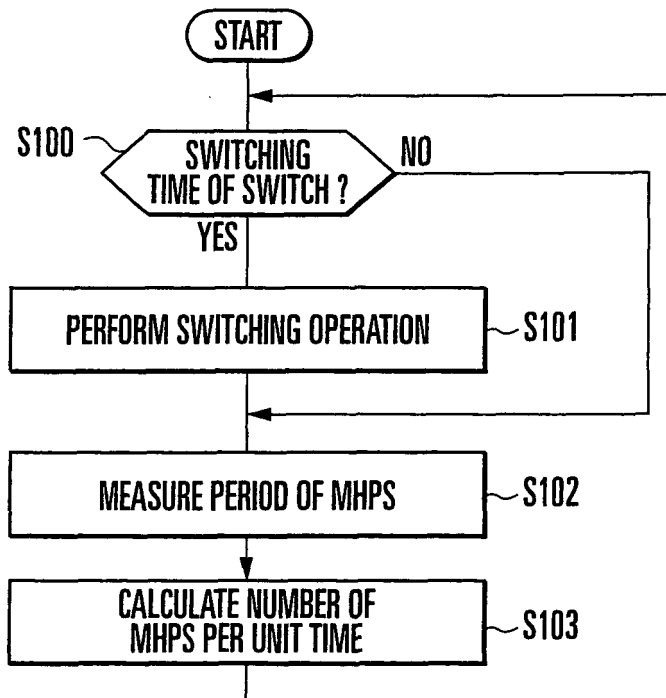 START
S100
SWITCHING
TIME OF SWITCH ?
NO
YES
PERFORM SWITCHING OPERATION
S101
MEASURE PERIOD OF MHPS
S102
CALCULATE NUMBER OF
MHPS PER UNIT TIME
S103